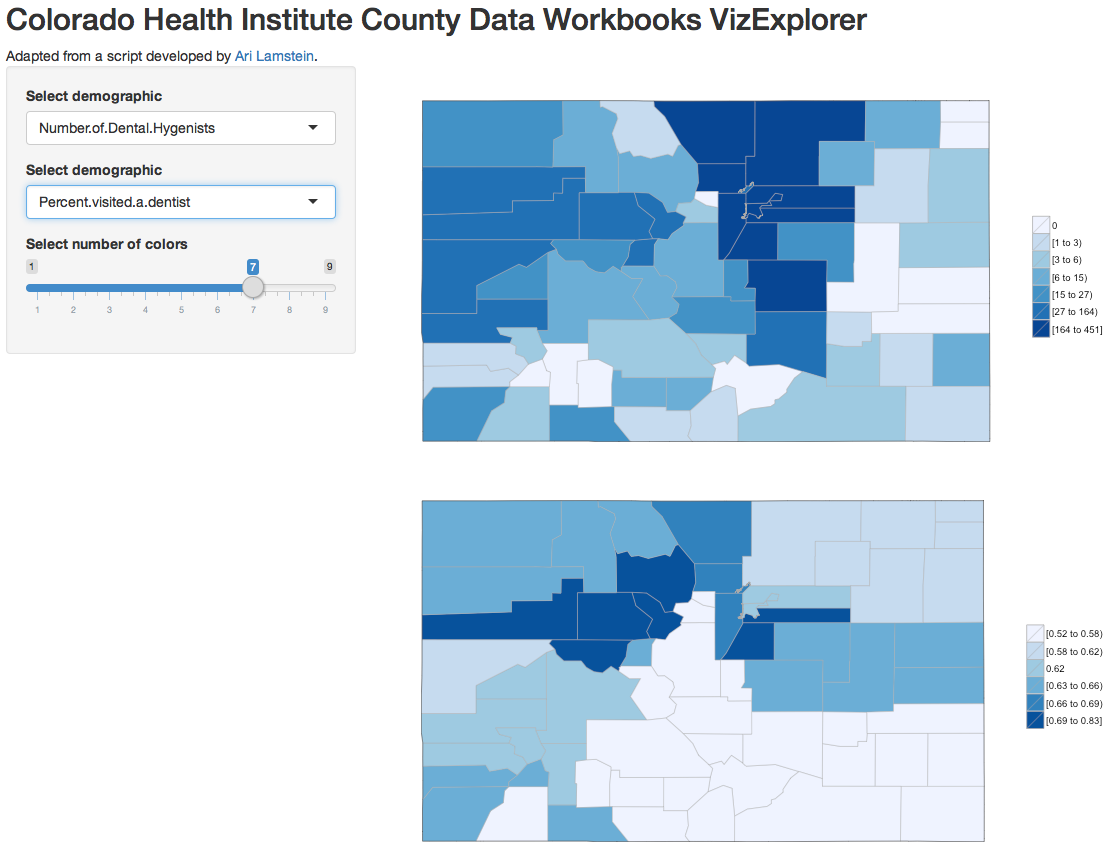 Colorado Health Institute County Data Workbooks VizExplorer
Adapted from a script developed by Ari Lamstein.
Select demographic
Number.of.Dental.Hygenists
Select demographic
Percent.visited.a.dentist
Select number of colors
1 7 9
1 2 3 4 5 6 7 8 9
0
[1 to 3)
[3 to 6)
[6 to 15)
[15 to 27)
[27 to 164)
[164 to 451]
[0.52 to 0.58)
[0.58 to 0.62)
0.62
[0.63 to 0.66)
[0.66 to 0.69)
[0.69 to 0.83]